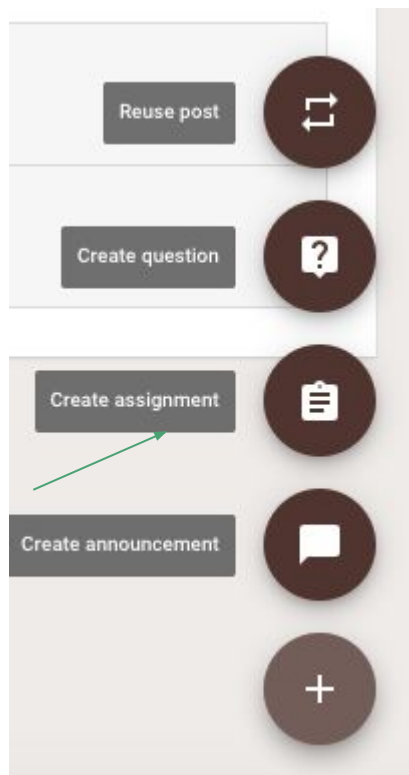 Reuse post
Create question
Create assignment
Create announcement